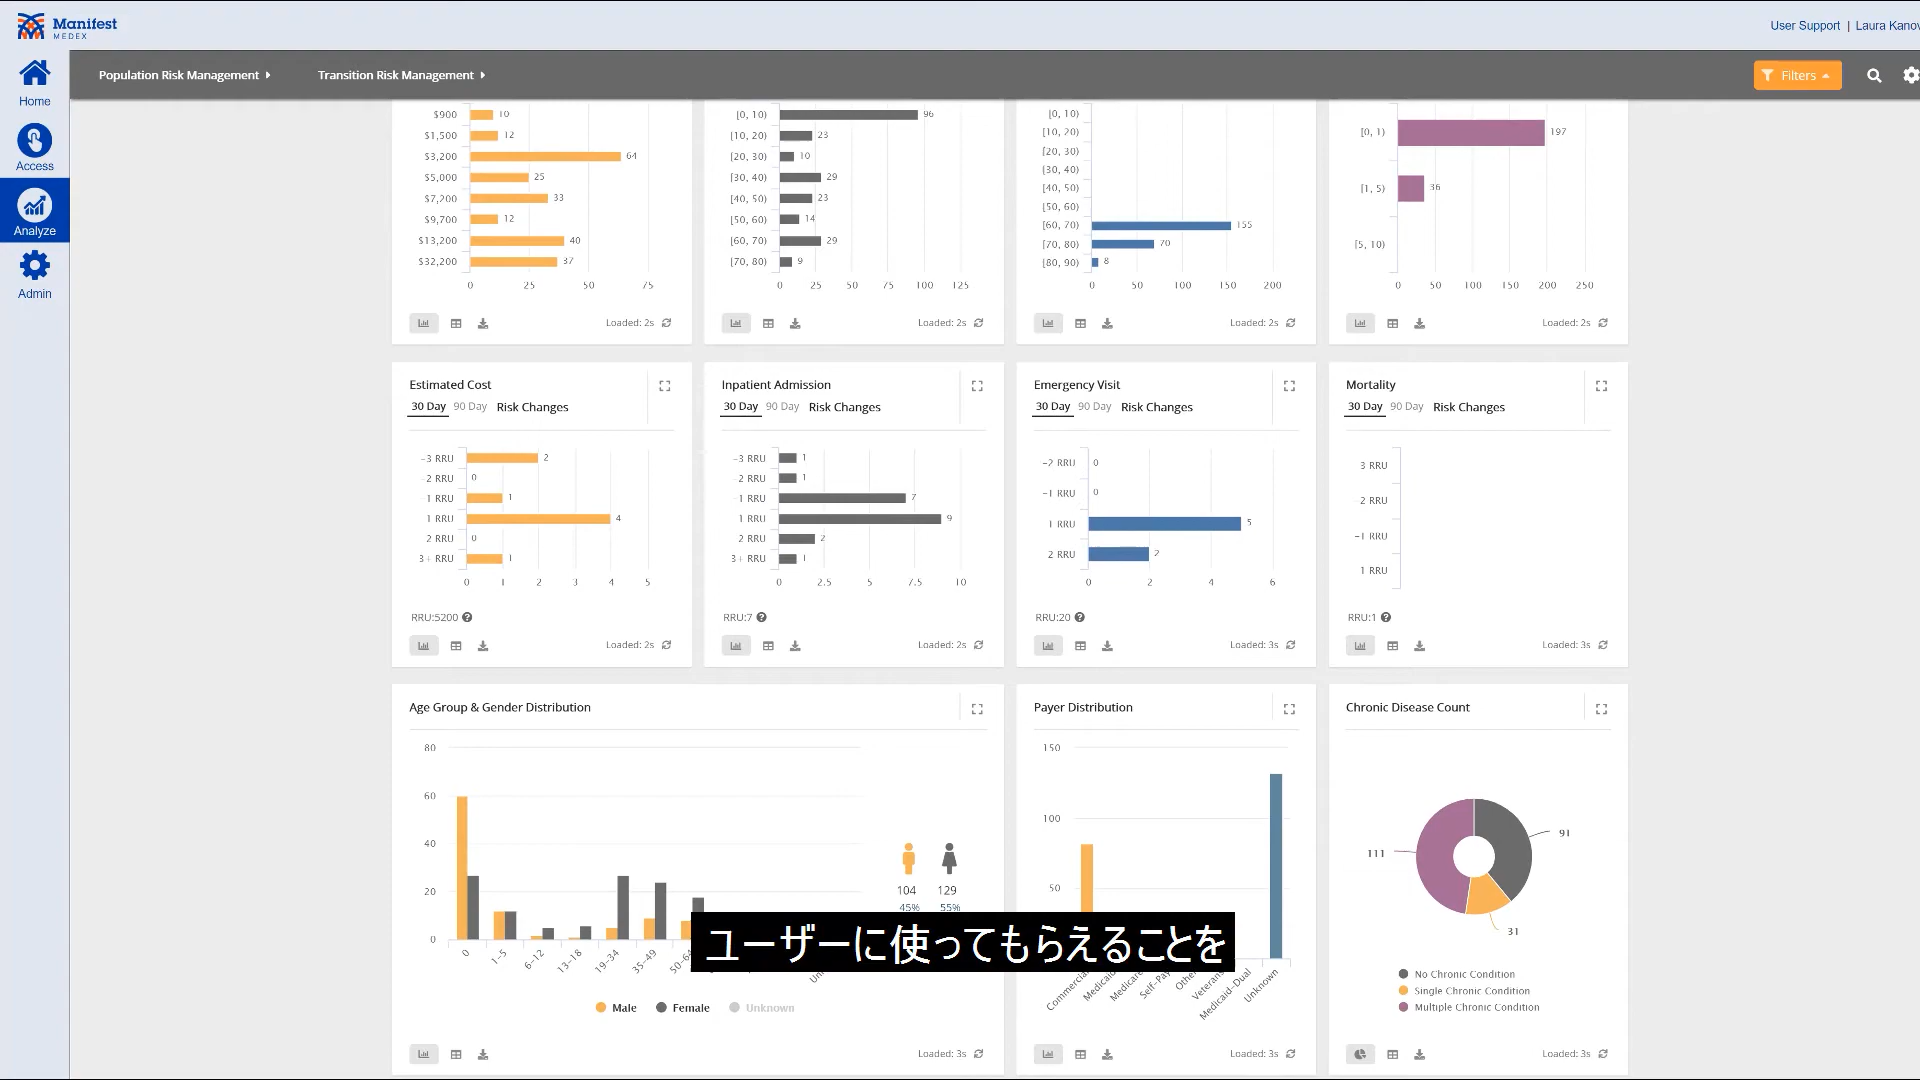 Manifest
MEDEX
User Support | Laura Kanov
Population Risk Management
Transition Risk Management
Filters
Home
Access
Analyze
Admin
$900 10
$1,500 12
$3,200 64
$5,000 25
$7,200 33
$9,700 12
$13,200 40
$32,200 37
0 25 50 75
Loaded: 2s
[0, 10) 96
[10, 20) 23
[20, 30) 10
[30, 40) 29
[40, 50) 23
[50, 60) 14
[60, 70) 29
[70, 80) 9
0 25 50 75 100 125
Loaded: 2s
[0, 10)
[10, 20)
[20, 30)
[30, 40)
[40, 50)
[50, 60)
[60, 70) 155
[70, 80) 70
[80, 90) 8
0 50 100 150 200
Loaded: 2s
[0, 1) 197
[1, 5) 36
[5, 10)
0 50 100 150 200 250
Loaded: 2s
Estimated Cost
30 Day 90 Day Risk Changes
-3 RRU 2
-2 RRU 0
-1 RRU 1
1 RRU 4
2 RRU 0
3+ RRU 1
0 1 2 3 4 5
RRU:5200
Loaded: 2s
Inpatient Admission
30 Day 90 Day Risk Changes
-3 RRU 1
-2 RRU 1
-1 RRU 7
1 RRU 9
2 RRU 2
3+ RRU 1
0 2.5 5 7.5 10
RRU:7
Loaded: 2s
Emergency Visit
30 Day 90 Day Risk Changes
-2 RRU 0
-1 RRU 0
1 RRU 5
2 RRU 2
0 2 4 6
RRU:20
Loaded: 3s
Mortality
30 Day 90 Day Risk Changes
3 RRU
2 RRU
-1 RRU
1 RRU
RRU:1
Loaded: 3s
Age Group & Gender Distribution
80
60
40
20
0
104 129
45% 55%
0 1-5 6-12 13-18 19-34 35-49
Male Female Unknown
Loaded: 3s
Payer Distribution
150
100
50
Medicare Self-Pay Medicaid-Dual Unknown
Loaded: 3s
Chronic Disease Count
91
111
31
No Chronic Condition
Single Chronic Condition
Multiple Chronic Condition
Loaded: 3s
ユーザーに使ってもらえることを